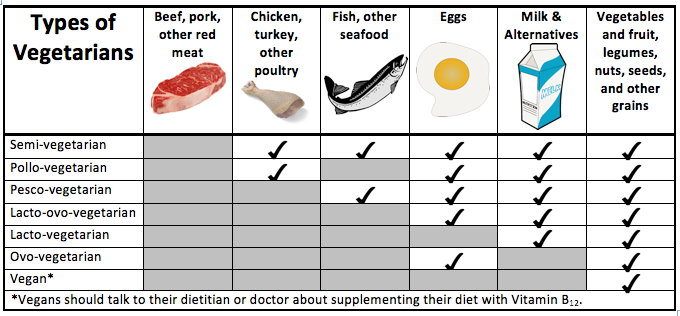 Types of
Vegetarians
Beef, pork,
other red
meat
Chicken,
turkey,
other
poultry
Fish, other
seafood
Eggs
Milk &
Alternatives
Vegetables
and fruit,
legumes,
nuts, seeds,
and other
grains
MILK
Semi-vegetarian
Pollo-vegetarian
Pesco-vegetarian
Lacto-ovo-vegetarian
Lacto-vegetarian
Ovo-vegetarian
Vegan*
*Vegans should talk to their dietitian or doctor about supplementing their diet with Vitamin B₁₂.